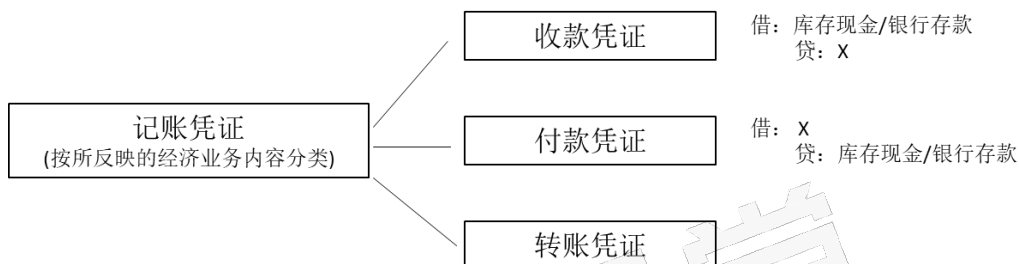 收款凭证
借：库存现金/银行存款
贷：X
记账凭证
(按所反映的经济业务内容分类)
付款凭证
借： X
贷：库存现金/银行存款
转账凭证